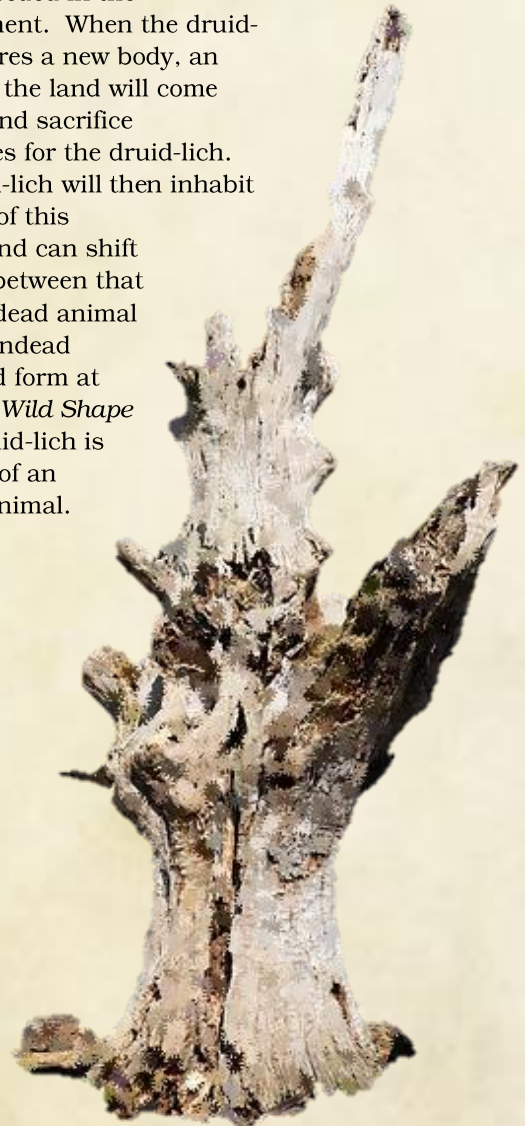 ment.  When the druid-
res a new body, an
the land will come
nd sacrifice
es for the druid-lich.
-lich will then inhabit
of this
nd can shift
between that
dead animal
ndead
d form at
Wild Shape
uid-lich is
of an
nimal.